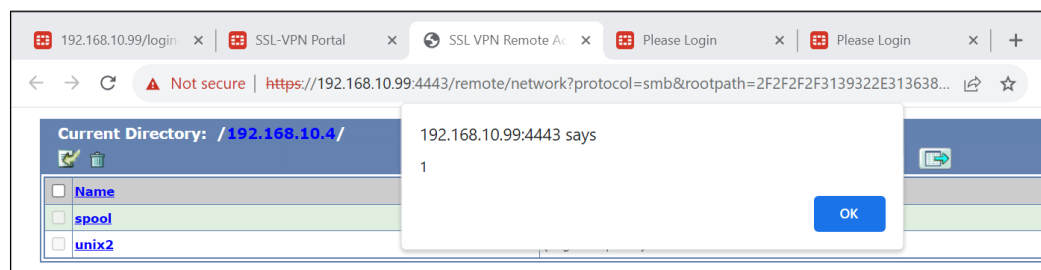 192.168.10.99/login
SSL-VPN Portal
SSL VPN Remote Ac
Please Login
Please Login
Not secure | https://192.168.10.99:4443/remote/network?protocol=smb&rootpath=2F2F2F2F3139322E313638...
Current Directory: /192.168.10.4/
192.168.10.99:4443 says
1
OK
Name
spool
unix2